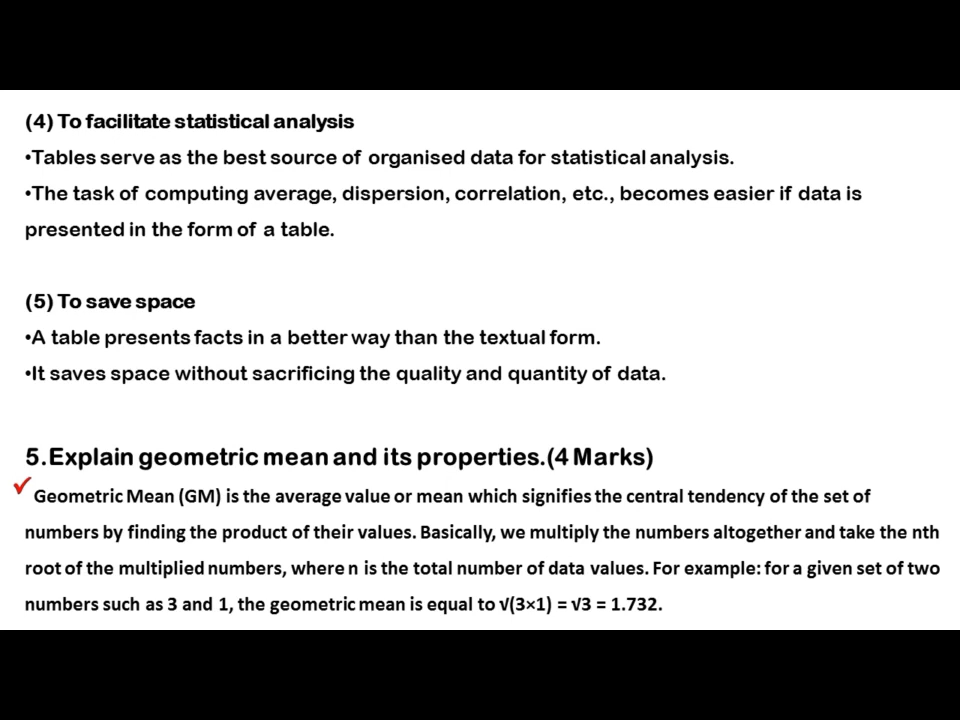 (4) To facilitate statistical analysis
•Tables serve as the best source of organised data for statistical analysis.
•The task of computing average, dispersion, correlation, etc., becomes easier if data is
presented in the form of a table.
(5) To save space
•A table presents facts in a better way than the textual form.
•It saves space without sacrificing the quality and quantity of data.
5.Explain geometric mean and its properties.(4 Marks)
✓Geometric Mean (GM) is the average value or mean which signifies the central tendency of the set of
numbers by finding the product of their values. Basically, we multiply the numbers altogether and take the nth
root of the multiplied numbers, where n is the total number of data values. For example: for a given set of two
numbers such as 3 and 1, the geometric mean is equal to √(3×1) = √3 = 1.732.